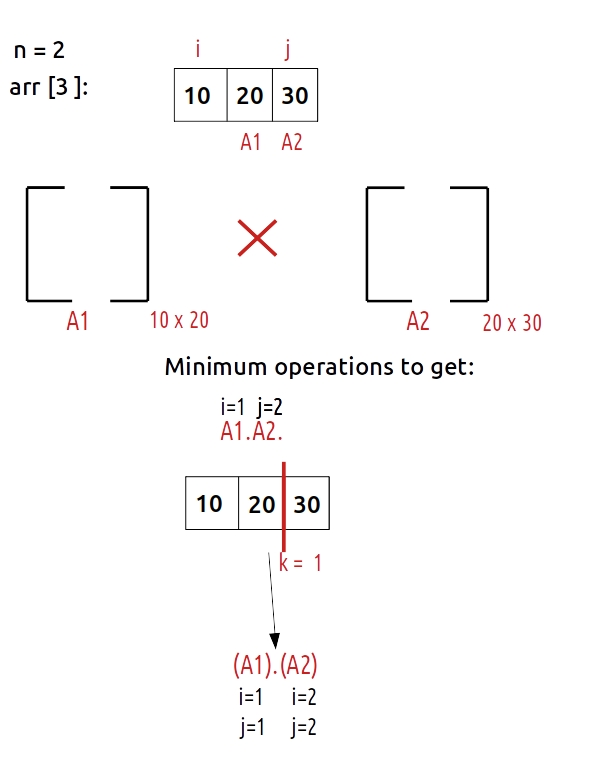 n = 2
i j
arr [3 ]:
10 20 30
A1 A2
A1 10 x 20 A2 20 x 30
Minimum operations to get:
i=1 j=2
A1.A2.
10 20 30
k = 1
(A1).(A2)
i=1 i=2
j=1 j=2